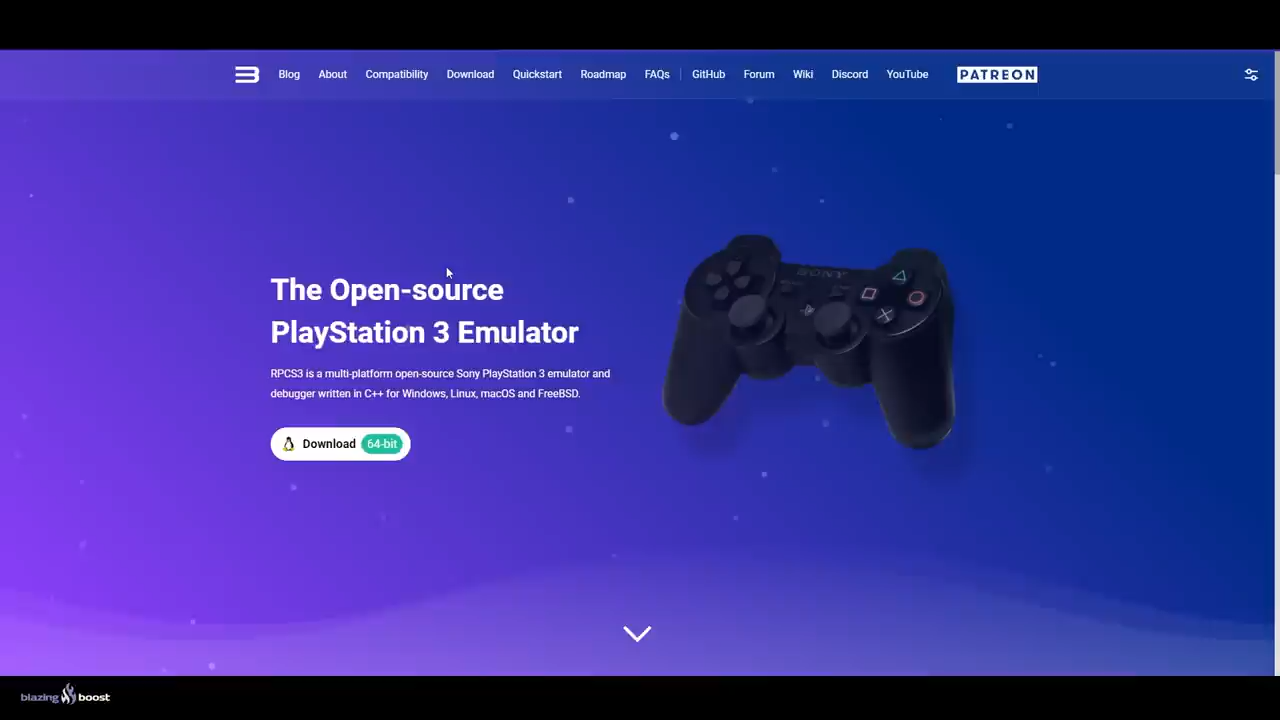 Blog About Compatibility Download Quickstart Roadmap FAQs GitHub Forum Wiki Discord YouTube PATREON
The Open-source
PlayStation 3 Emulator
RPCS3 is a multi-platform open-source Sony PlayStation 3 emulator and
debugger written in C++ for Windows, Linux, macOS and FreeBSD.
Download 64-bit
SONY
blazing boost